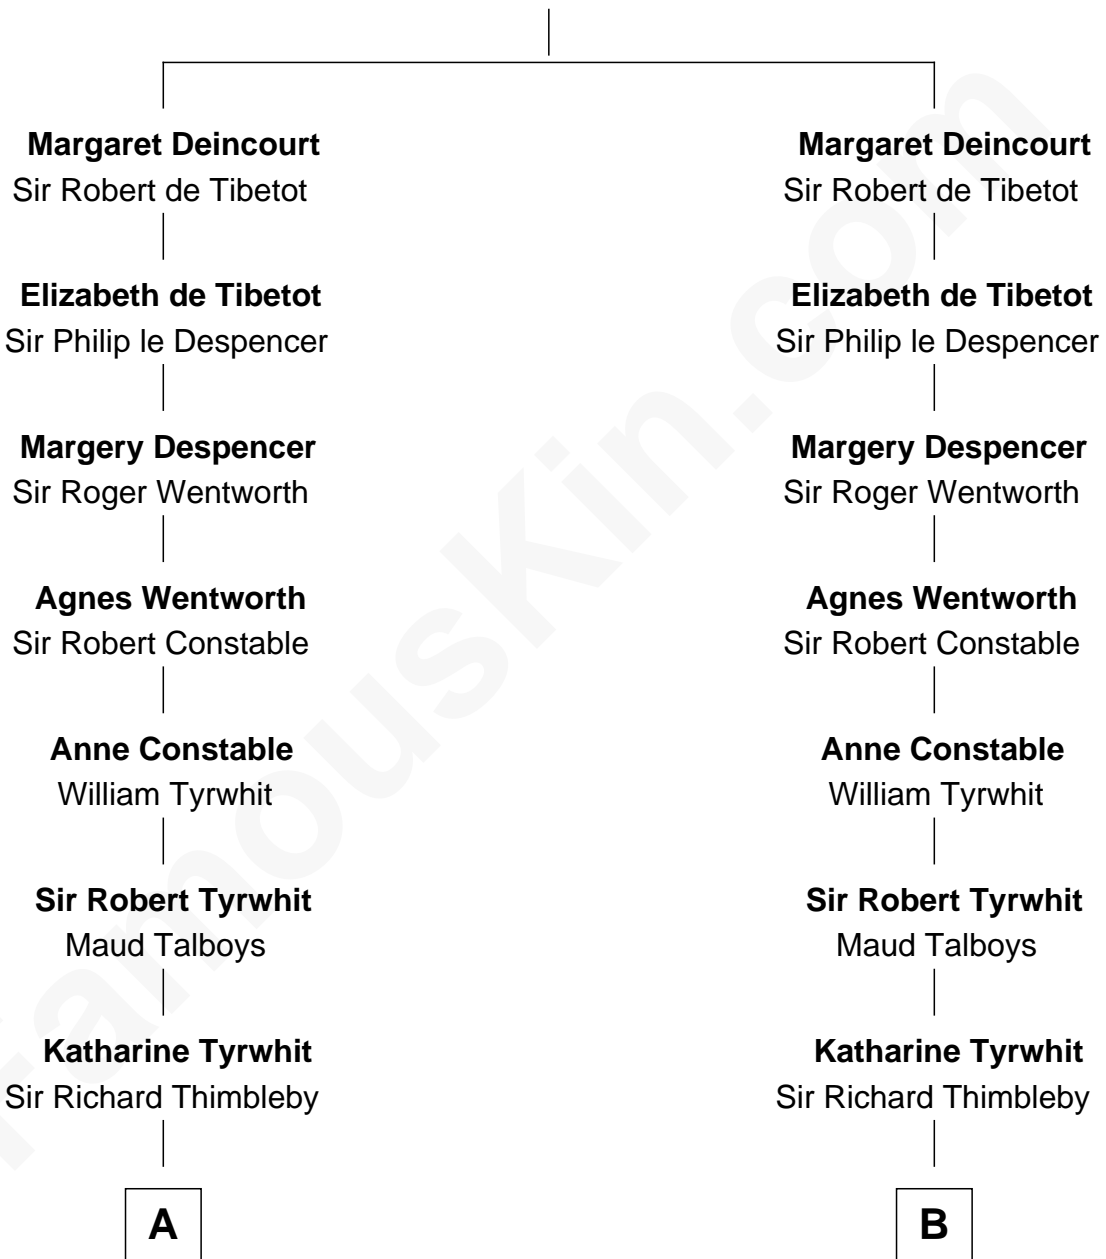 Margaret Deincourt
Sir Robert de Tibetot
Elizabeth de Tibetot
Sir Philip le Despencer
Margery Despencer
Sir Roger Wentworth
Agnes Wentworth
Sir Robert Constable
Anne Constable
William Tyrwhit
Sir Robert Tyrwhit
Maud Talboys
Katharine Tyrwhit
Sir Richard Thimbleby
A
Margaret Deincourt
Sir Robert de Tibetot
Elizabeth de Tibetot
Sir Philip le Despencer
Margery Despencer
Sir Roger Wentworth
Agnes Wentworth
Sir Robert Constable
Anne Constable
William Tyrwhit
Sir Robert Tyrwhit
Maud Talboys
Katharine Tyrwhit
Sir Richard Thimbleby
B
FamousKin.com